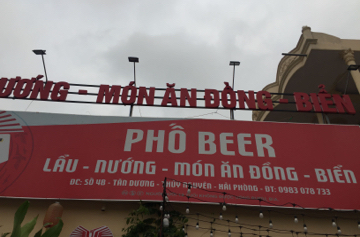 ƯỚNG - MÓN ĂN ĐỒNG - BIỂN
PHỐ BEER
LẨU - NƯỚNG - MÓN ĂN ĐỒNG - BIỂN
ĐC: SỐ 48 - TÂN DƯƠNG - THỦY NGUYÊN - HẢI PHÒNG - ĐT: 0983 078 733